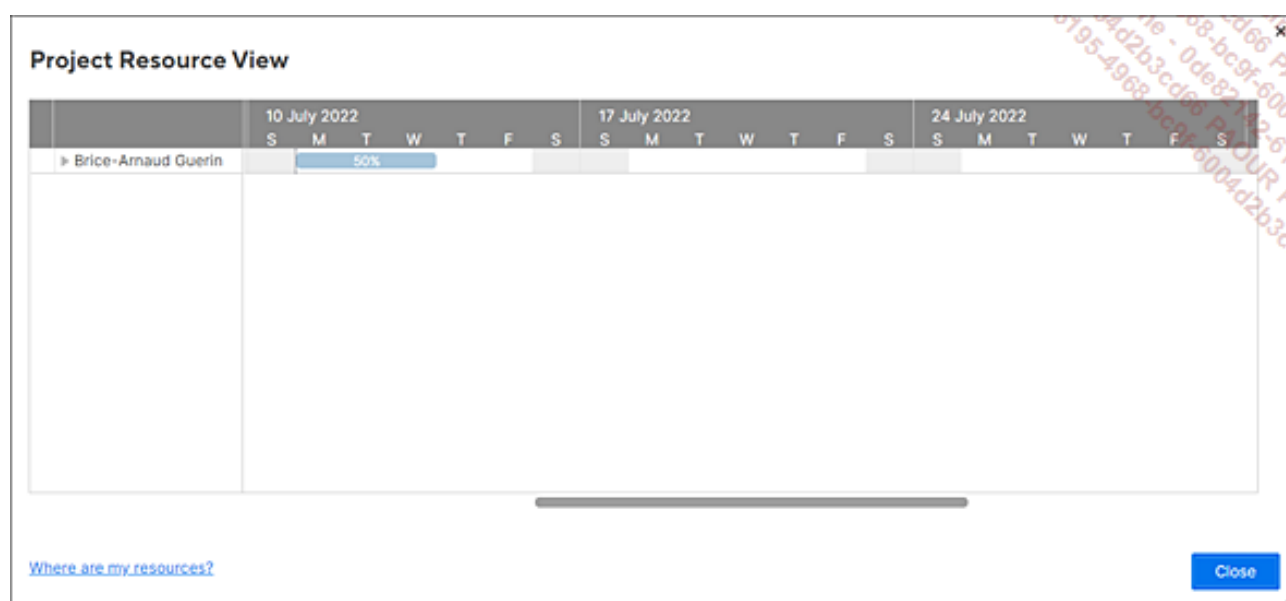 Project Resource View
10 July 2022 17 July 2022 24 July 2022
S M T W T F S S M T W T F S S M T W T F S
Brice-Arnaud Guerin 50%
Where are my resources?
Close